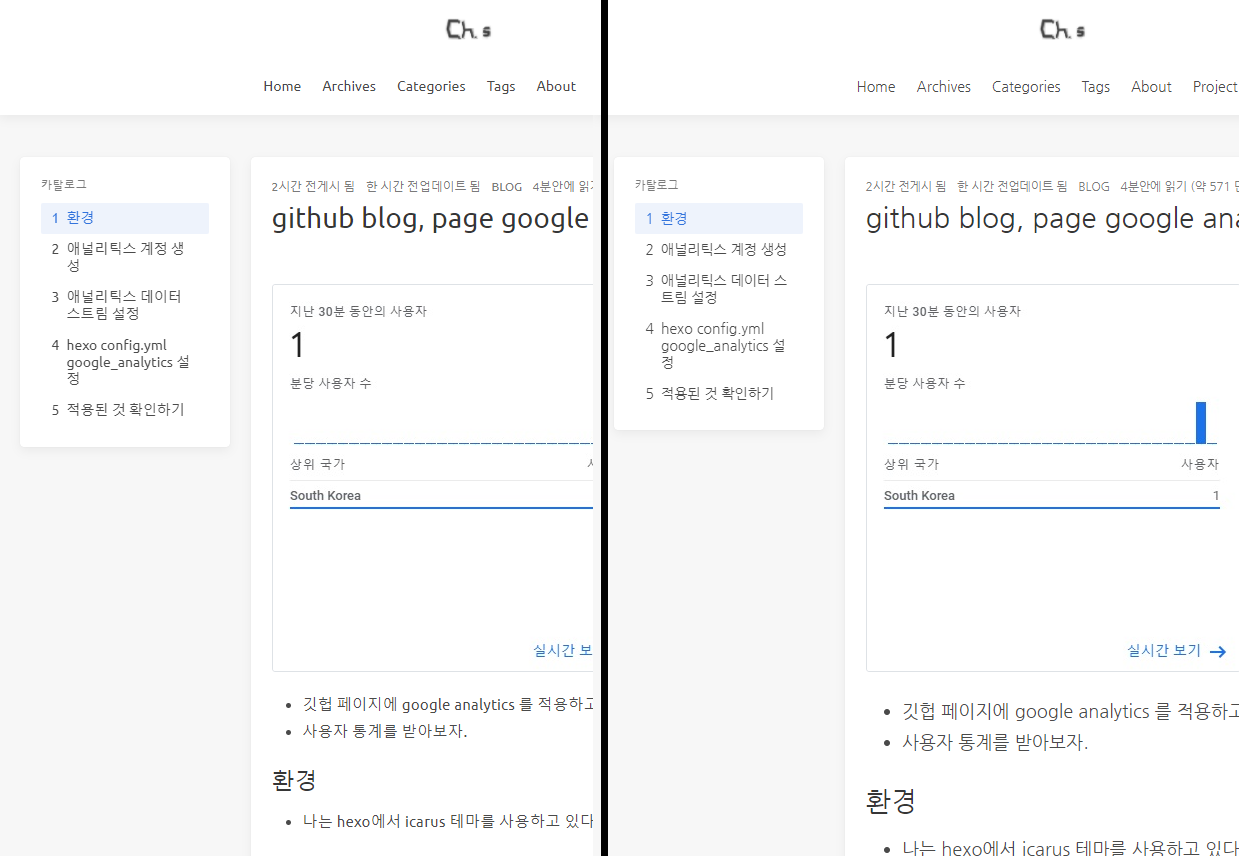 Ch. s
Home Archives Categories Tags About
카탈로그
1 환경
2 애널리틱스 계정 생
성
3 애널리틱스 데이터
스트림 설정
4 hexo config.yml
google_analytics 설
정
5 적용된 것 확인하기
2시간 전게시 됨 한 시간 전업데이트 됨 BLOG 4분안에 읽기
github blog, page google
지난 30분 동안의 사용자
1
분당 사용자 수
상위 국가
South Korea
실시간 보
깃헙 페이지에 google analytics 를 적용하고
사용자 통계를 받아보자.
환경
나는 hexo에서 icarus 테마를 사용하고 있다
Ch. s
Home Archives Categories Tags About Project
카탈로그
1 환경
2 애널리틱스 계정 생성
3 애널리틱스 데이터 스
트림 설정
4 hexo config.yml
google_analytics 설
정
5 적용된 것 확인하기
2시간 전게시 됨 한 시간 전업데이트 됨 BLOG 4분안에 읽기 (약 571
github blog, page google ana
지난 30분 동안의 사용자
1
분당 사용자 수
상위 국가 사용자
South Korea 1
실시간 보기
깃헙 페이지에 google analytics 를 적용하고
사용자 통계를 받아보자.
환경
나는 hexo에서 icarus 테마를 사용하고 있다